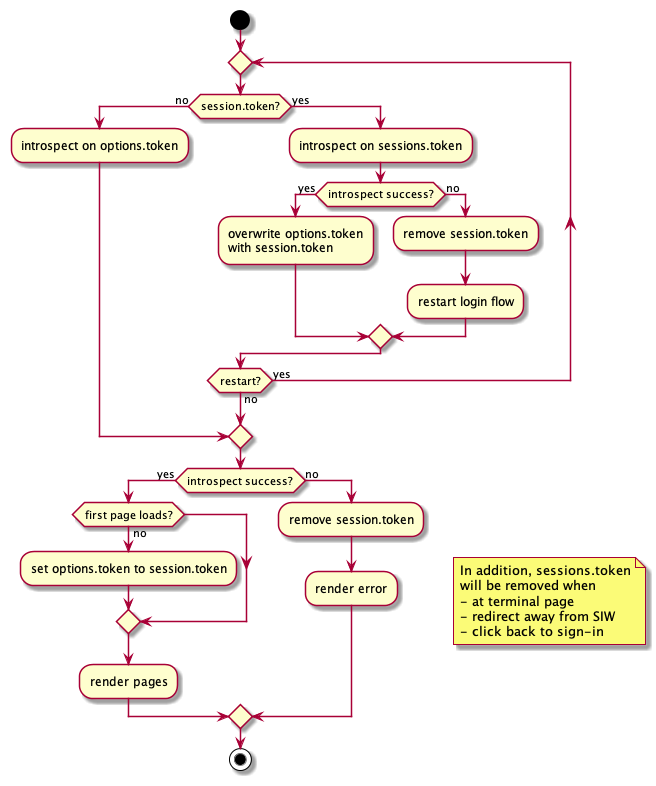 no
session.token?
yes
introspect on options.token
introspect on sessions.token
yes
introspect success?
no
overwrite options.token
with session.token
remove session.token
restart login flow
restart?
yes
no
yes
introspect success?
no
first page loads?
no
remove session.token
set options.token to session.token
render error
In addition, sessions.token
will be removed when
- at terminal page
- redirect away from SIW
- click back to sign-in
render pages